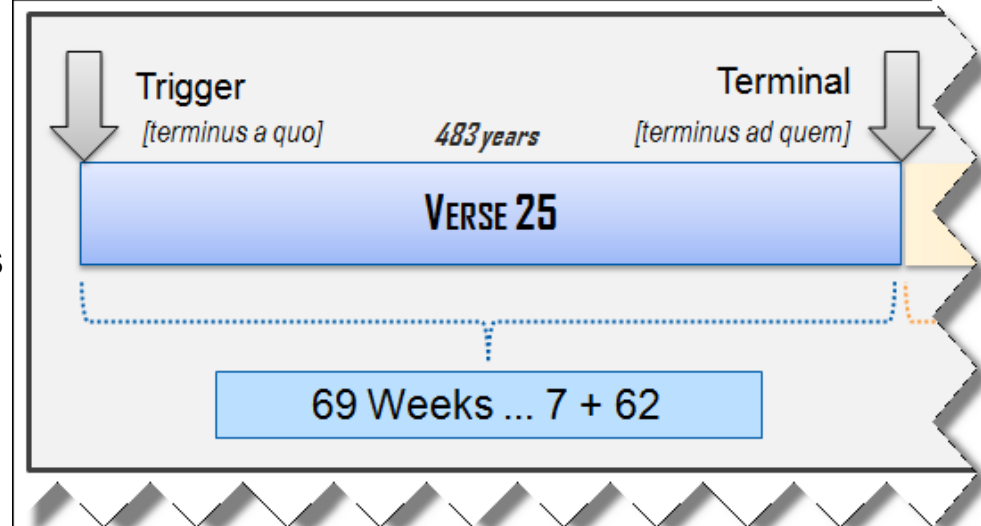 Trigger
Terminal
[terminus a quo]
483 years
[terminus ad quem]
VERSE 25
s
69 Weeks ... 7 + 62